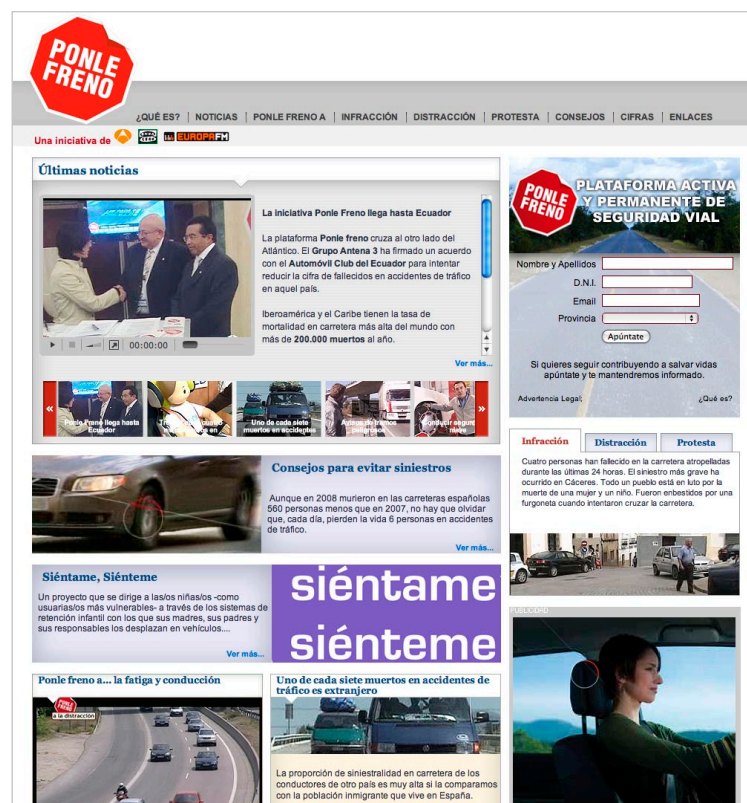 PONLE
FRENO
¿QUÉ ES? | NOTICIAS | PONLE FRENO A | INFRACCIÓN | DISTRACCIÓN | PROTESTA | CONSEJOS | CIFRAS | ENLACES
Una iniciativa de
EUROPAFM
Últimas noticias
La iniciativa Ponle Freno llega hasta Ecuador
La plataforma Ponle freno cruza al otro lado del
Atlántico. El Grupo Antena 3 ha firmado un acuerdo
con el Automóvil Club del Ecuador para intentar
reducir la cifra de fallecidos en accidentes de tráfico
en aquel país.
Iberoamérica y el Caribe tienen la tasa de
mortalidad en carretera más alta del mundo con
más de 200.000 muertos al año.
00:00:00
Ver más...
Ponle Freno llega hasta
Ecuador
Uno de cada siete
muertos en accidentes
Conducir seguro
PONLE
FRENO
PLATAFORMA ACTIVA
Y PERMANENTE DE
SEGURIDAD VIAL
Nombre y Apellidos
D.N.I.
Email
Provincia
Apúntate
Si quieres seguir contribuyendo a salvar vidas
apúntate y te mantendremos informado.
Advertencia Legal: ¿Qué es?
Infracción Distracción Protesta
Cuatro personas han fallecido en la carretera atropelladas
durante las últimas 24 horas. El siniestro más grave ha
ocurrido en Cáceres. Todo un pueblo está en luto por la
muerte de una mujer y un niño. Fueron enbestidos por una
furgoneta cuando intentaron cruzar la carretera.
Consejos para evitar siniestros
Aunque en 2008 murieron en las carreteras españolas
560 personas menos que en 2007, no hay que olvidar
que, cada día, pierden la vida 6 personas en accidentes
de tráfico.
Ver más...
Siéntame, Siénteme
Un proyecto que se dirige a las/os niñas/os -como
usuarias/os más vulnerables- a través de los sistemas de
retención infantil con los que sus madres, sus padres y
sus responsables los desplazan en vehículos....
Ver más...
siéntame
siénteme
PUBLICIDAD
Ponle freno a... la fatiga y conducción
PONLE
FRENO
a la distracción
Uno de cada siete muertos en accidentes de
tráfico es extranjero
La proporción de siniestralidad en carretera de los
conductores de otro país es muy alta si la comparamos
con la población inmigrante que vive en España.